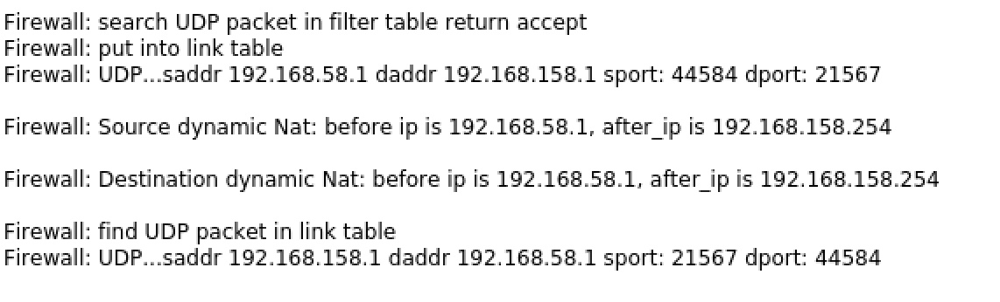 Firewall: search UDP packet in filter table return accept
Firewall: put into link table
Firewall: UDP...saddr 192.168.58.1 daddr 192.168.158.1 sport: 44584 dport: 21567
Firewall: Source dynamic Nat: before ip is 192.168.58.1, after_ip is 192.168.158.254
Firewall: Destination dynamic Nat: before ip is 192.168.58.1, after_ip is 192.168.158.254
Firewall: find UDP packet in link table
Firewall: UDP...saddr 192.168.158.1 daddr 192.168.58.1 sport: 21567 dport: 44584